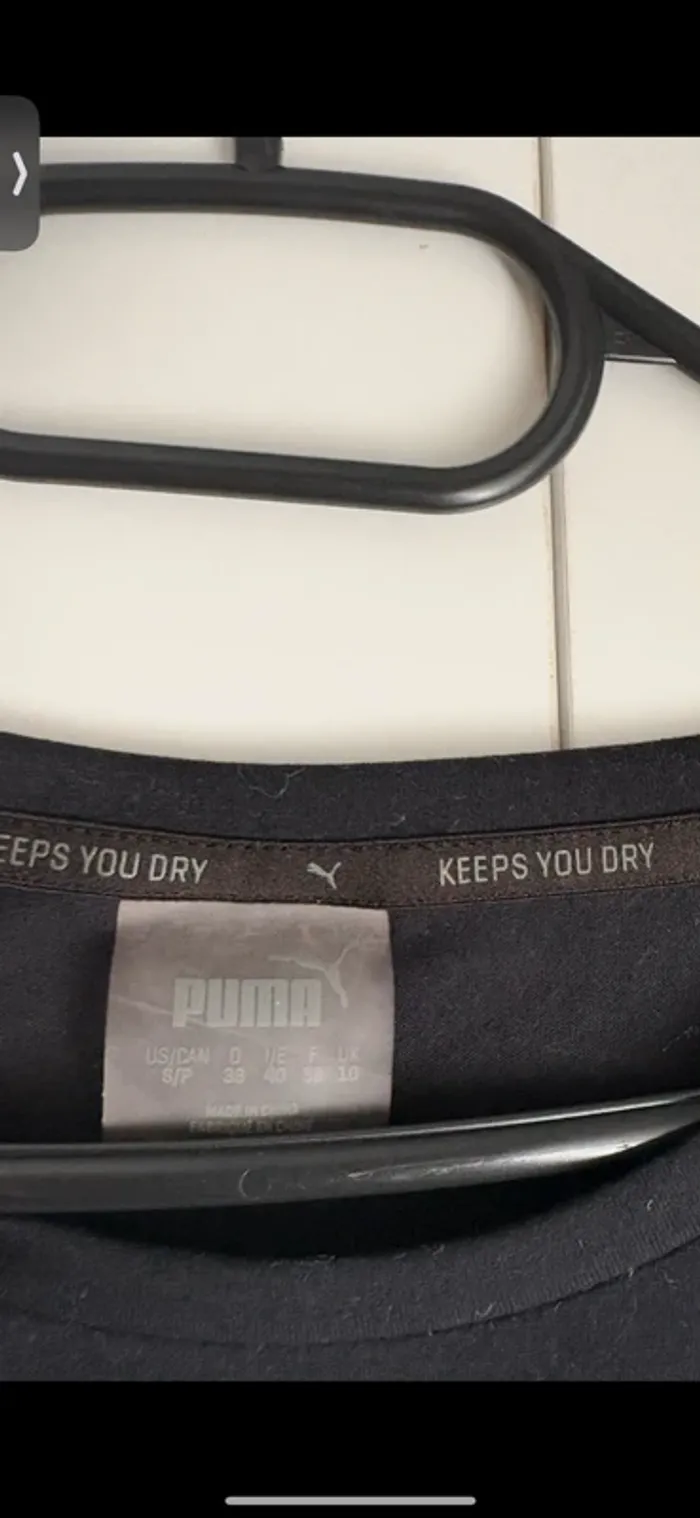 EEPS YOU DRY KEEPS YOU DRY
PUMA
US/CAN D I/E F UK
S/P 38 40 38 10
MADE IN CHINA
FABRIQUE EN CHINE